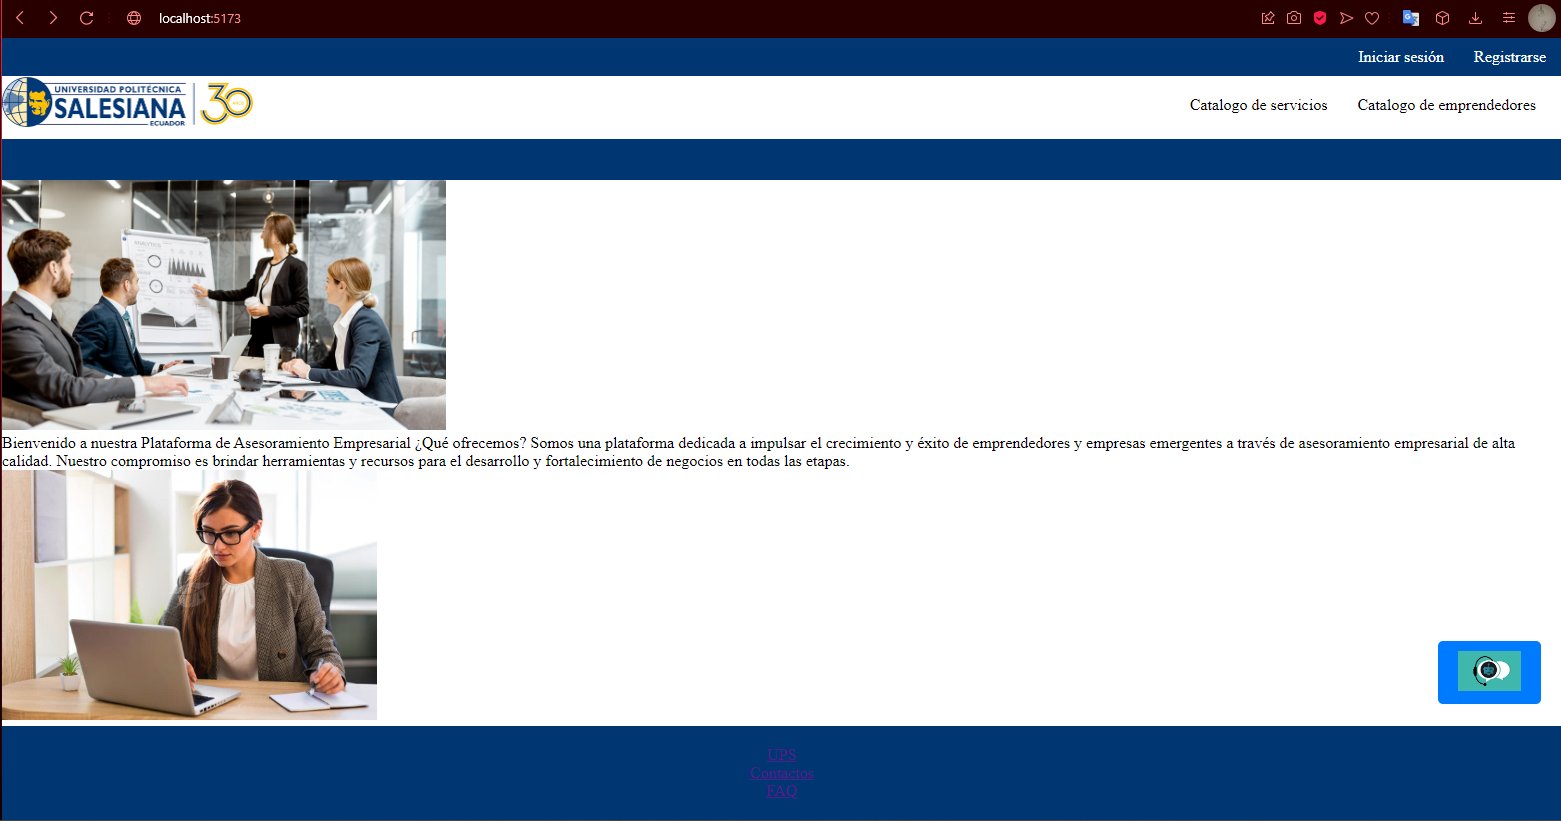 localhost:5173
Iniciar sesión Registrarse
UNIVERSIDAD POLITÉCNICA
SALESIANA
ECUADOR
30
AÑOS
Catalogo de servicios Catalogo de emprendedores
ANALYTICS
Bienvenido a nuestra Plataforma de Asesoramiento Empresarial ¿Qué ofrecemos? Somos una plataforma dedicada a impulsar el crecimiento y éxito de emprendedores y empresas emergentes a través de asesoramiento empresarial de alta
calidad. Nuestro compromiso es brindar herramientas y recursos para el desarrollo y fortalecimiento de negocios en todas las etapas.
UPS
Contactos
FAQ